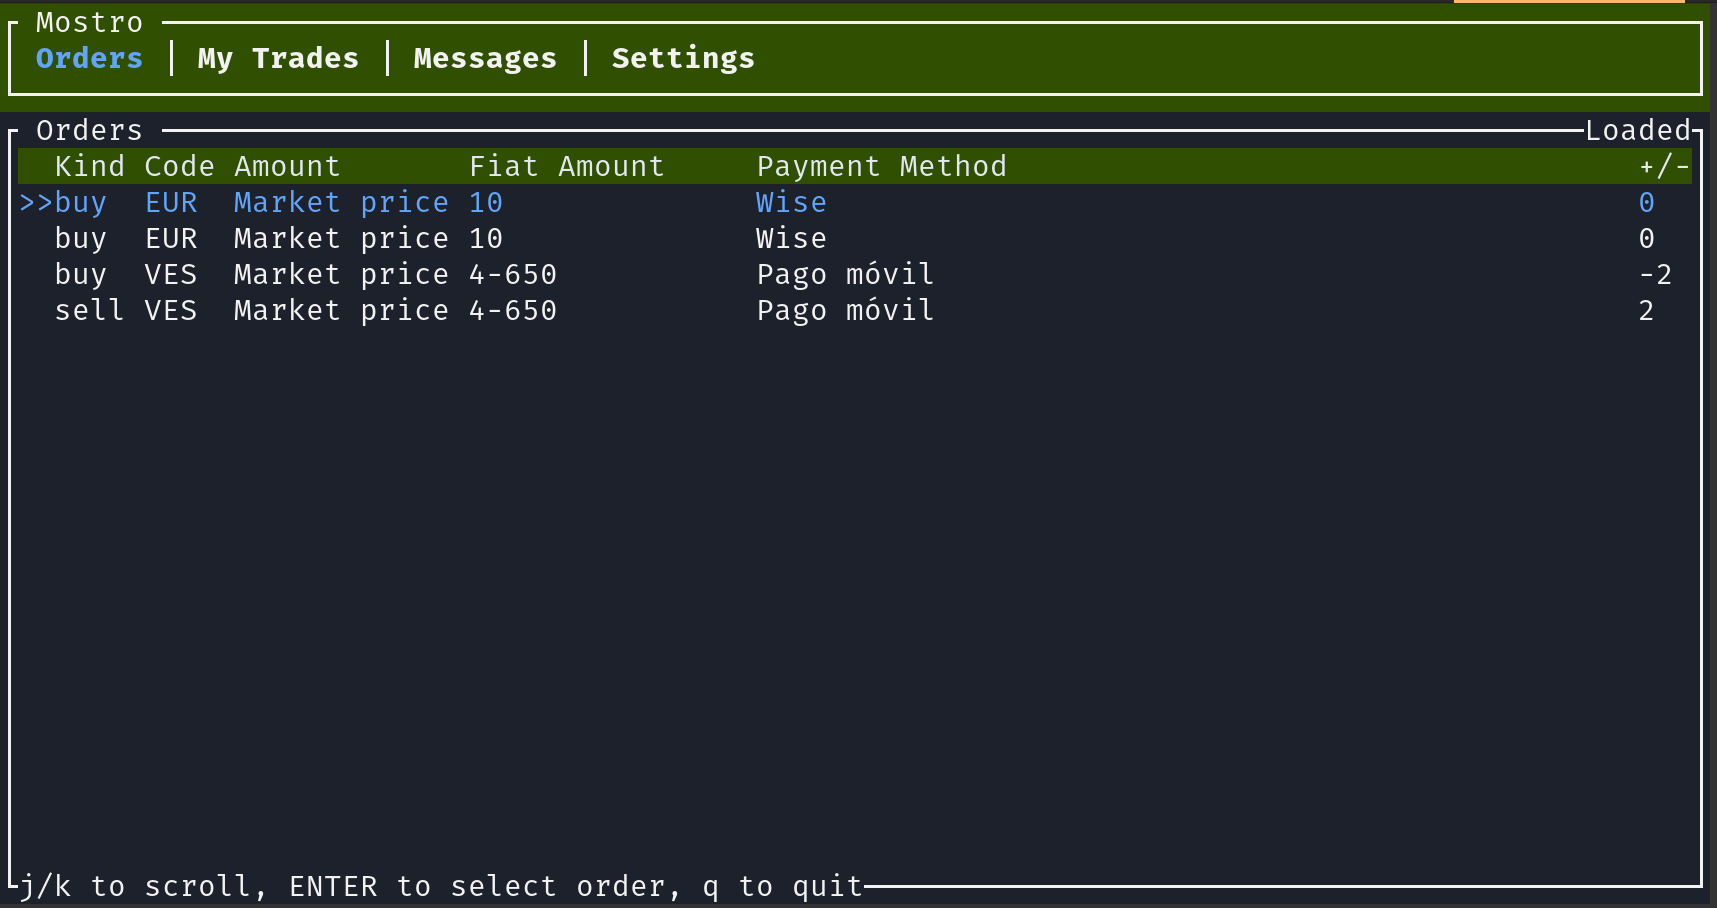 Mostro
Orders │ My Trades │ Messages │ Settings
Orders Loaded
Kind Code Amount Fiat Amount Payment Method +/-
>>buy EUR Market price 10 Wise 0
buy EUR Market price 10 Wise 0
buy VES Market price 4-650 Pago móvil -2
sell VES Market price 4-650 Pago móvil 2
j/k to scroll, ENTER to select order, q to quit